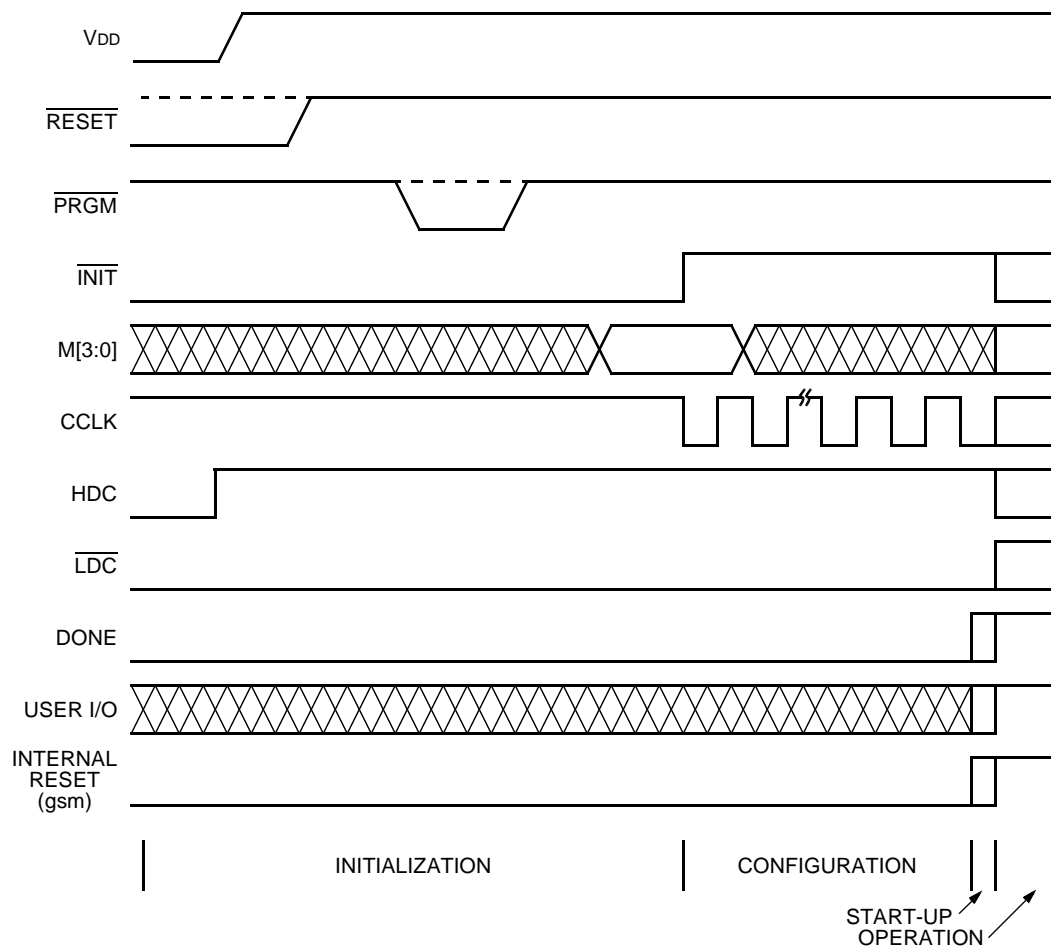 VDD
RESET
PRGM
INIT
M[3:0]
CCLK
HDC
LDC
DONE
USER I/O
INTERNAL
RESET
(gsm)
INITIALIZATION
CONFIGURATION
START-UP
OPERATION